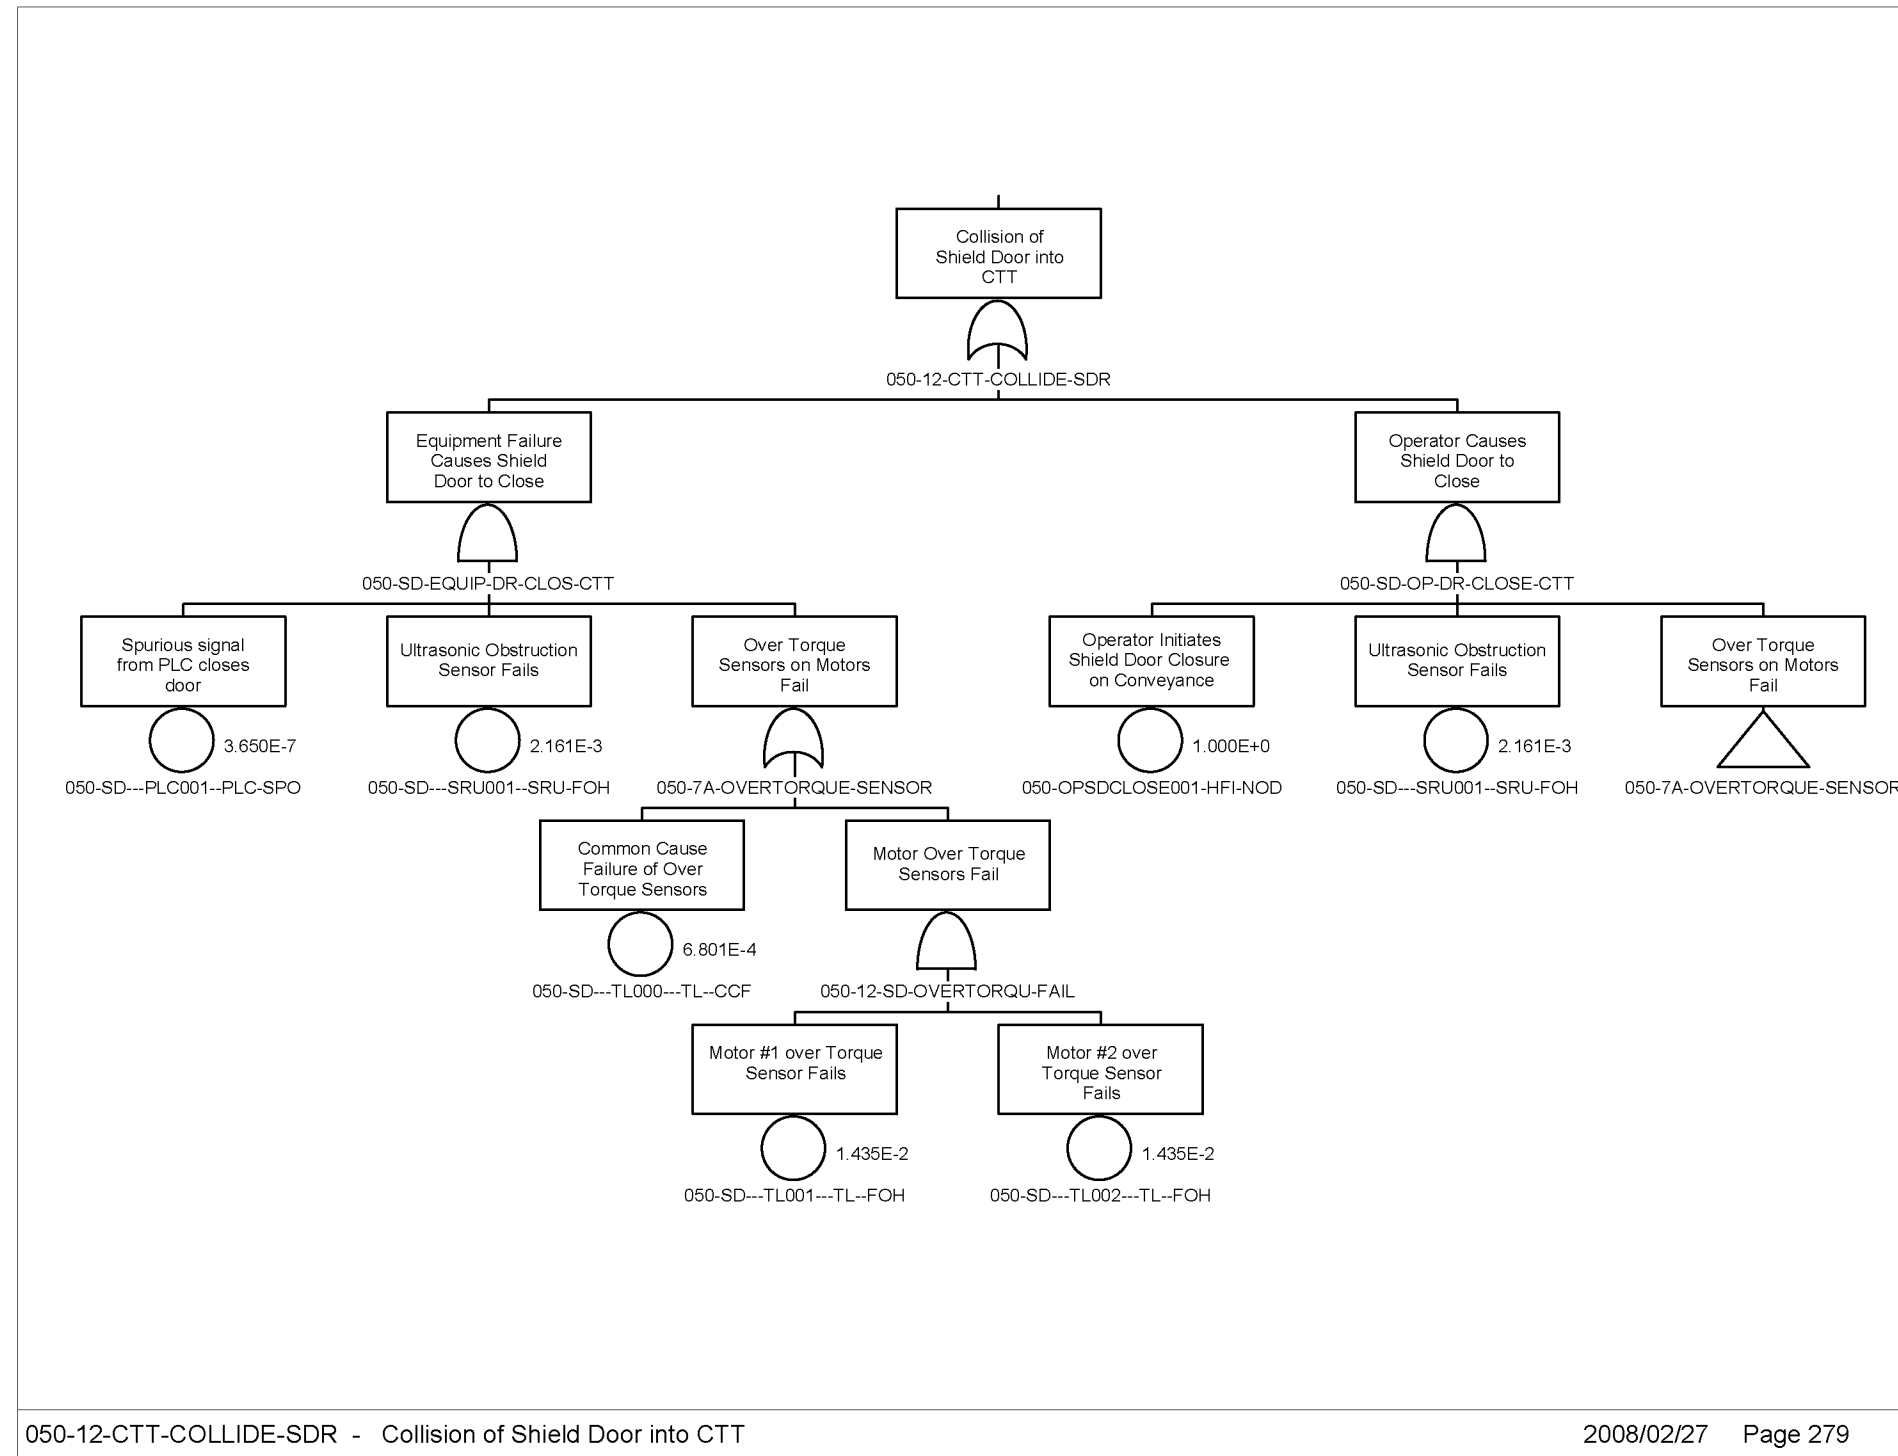 Collision of
Shield Door into
CTT
050-12-CTT-COLLIDE-SDR
Equipment Failure
Causes Shield
Door to Close
050-SD-EQUIP-DR-CLOS-CTT
Operator Causes
Shield Door to
Close
050-SD-OP-DR-CLOSE-CTT
Spurious signal
from PLC closes
door
3.650E-7
050-SD---PLC001--PLC-SPO
Ultrasonic Obstruction
Sensor Fails
2.161E-3
050-SD---SRU001--SRU-FOH
Over Torque
Sensors on Motors
Fail
050-7A-OVERTORQUE-SENSOR
Operator Initiates
Shield Door Closure
on Conveyance
1.000E+0
050-OPSDCLOSE001-HFI-NOD
Ultrasonic Obstruction
Sensor Fails
2.161E-3
050-SD---SRU001--SRU-FOH
Over Torque
Sensors on Motors
Fail
050-7A-OVERTORQUE-SENSOR
Common Cause
Failure of Over
Torque Sensors
6.801E-4
050-SD---TL000---TL--CCF
Motor Over Torque
Sensors Fail
050-12-SD-OVERTORQU-FAIL
Motor #1 over Torque
Sensor Fails
1.435E-2
050-SD---TL001---TL--FOH
Motor #2 over
Torque Sensor
Fails
1.435E-2
050-SD---TL002---TL--FOH
050-12-CTT-COLLIDE-SDR - Collision of Shield Door into CTT
2008/02/27 Page 279